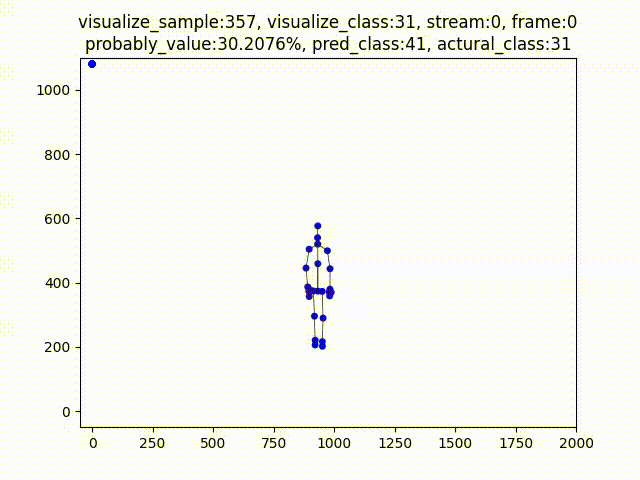 visualize_sample:357, visualize_class:31, stream:0, frame:0
probably_value:30.2076%, pred_class:41, actural_class:31
1000
800
600
400
200
0
0 250 500 750 1000 1250 1500 1750 2000